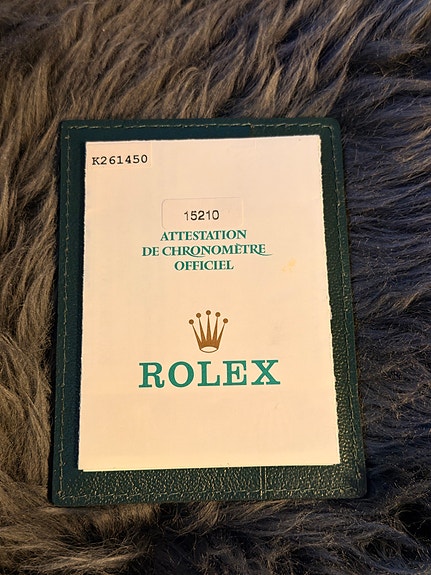 K261450
15210
ATTESTATION
DE CHRONOMÈTRE
OFFICIEL
ROLEX